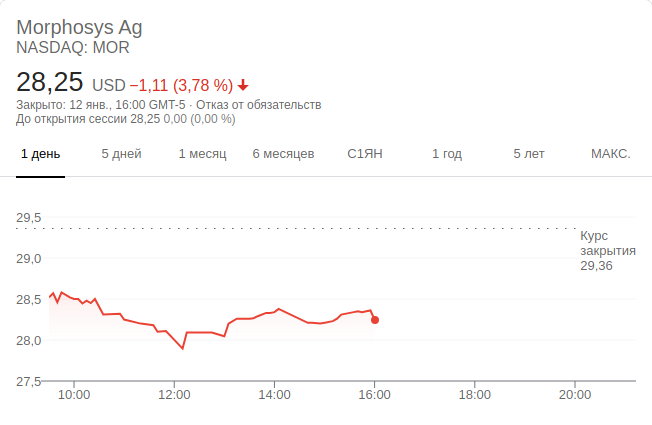 Morphosys Ag
NASDAQ: MOR
28,25 USD −1,11 (3,78 %)
Закрыто: 12 янв., 16:00 GMT-5 · Отказ от обязательств
До открытия сессии 28,25 0,00 (0,00 %)
1 день 5 дней 1 месяц 6 месяцев С1ЯН 1 год 5 лет МАКС.
29,5
Курс
закрытия
29,36
29,0
28,5
28,0
27,5
10:00 12:00 14:00 16:00 18:00 20:00